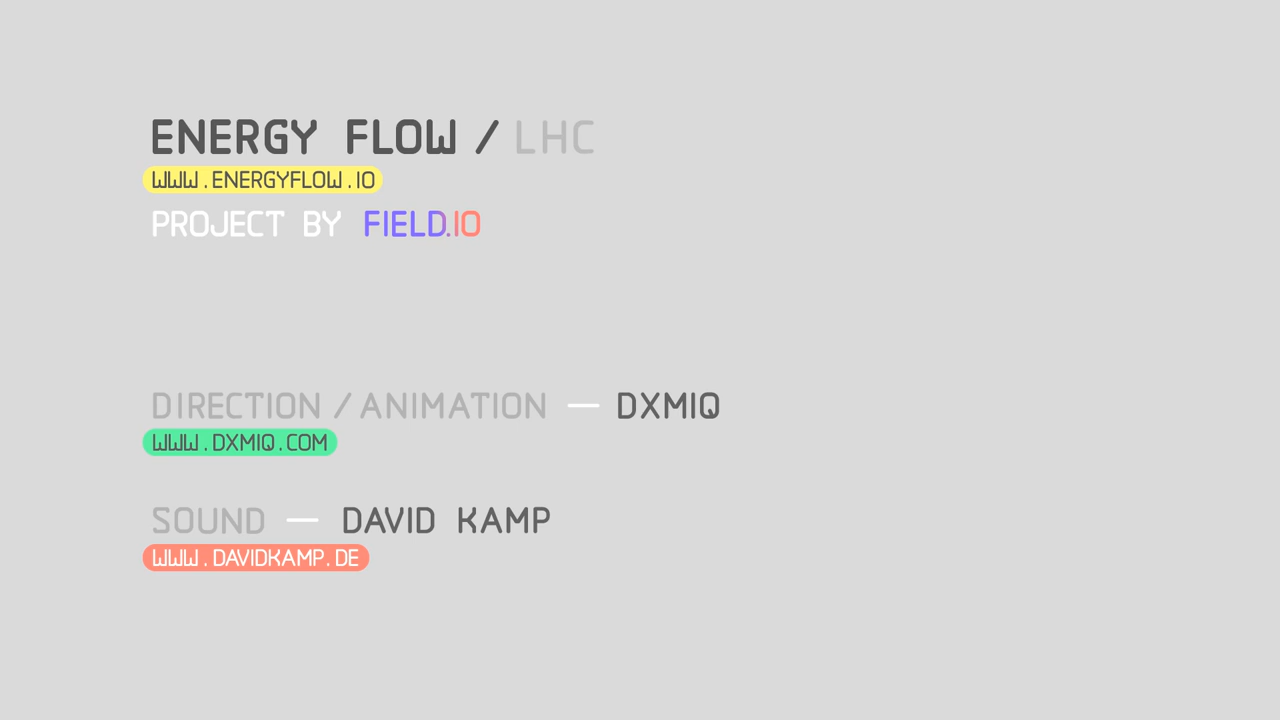 ENERGY FLOW / LHC
WWW.ENERGYFLOW.IO
PROJECT BY FIELD.IO
DIRECTION / ANIMATION — DXMIQ
WWW.DXMIQ.COM
SOUND — DAVID KAMP
WWW.DAVIDKAMP.DE